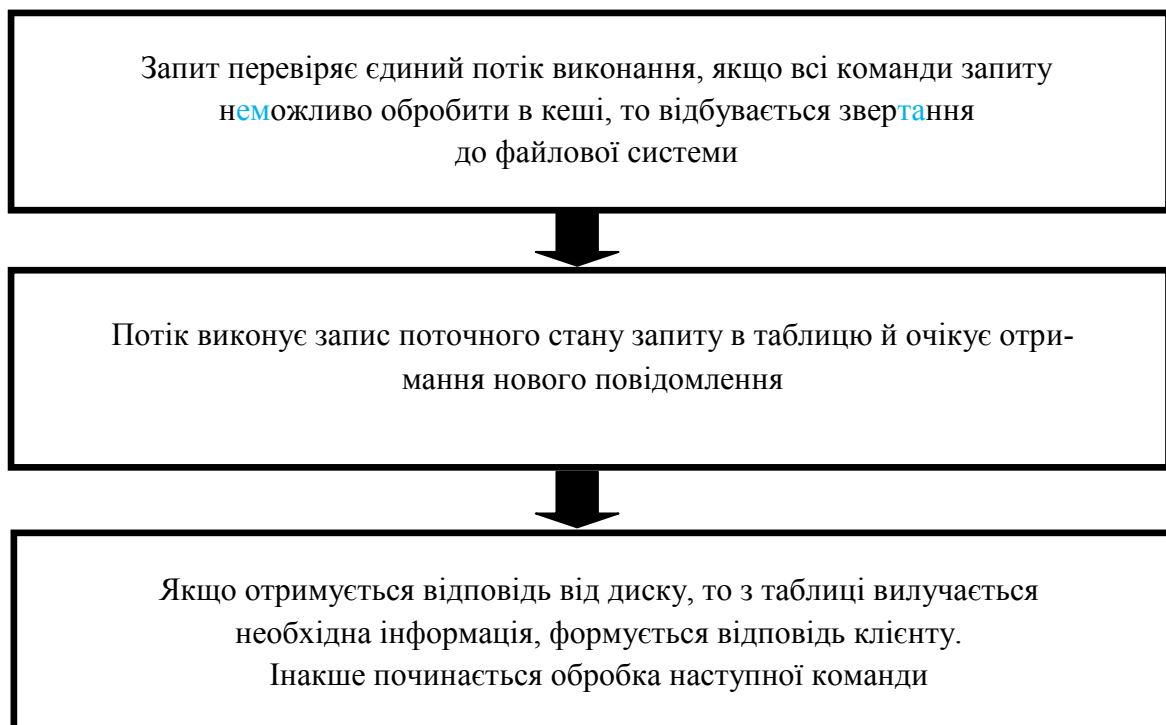 Запит перевіряє єдиний потік виконання, якщо всі команди запиту
неможливо обробити в кеші, то відбувається звертання
до файлової системи
Потік виконує запис поточного стану запиту в таблицю й очікує отри-
мання нового повідомлення
Якщо отримується відповідь від диску, то з таблиці вилучається
необхідна інформація, формується відповідь клієнту.
Інакше починається обробка наступної команди